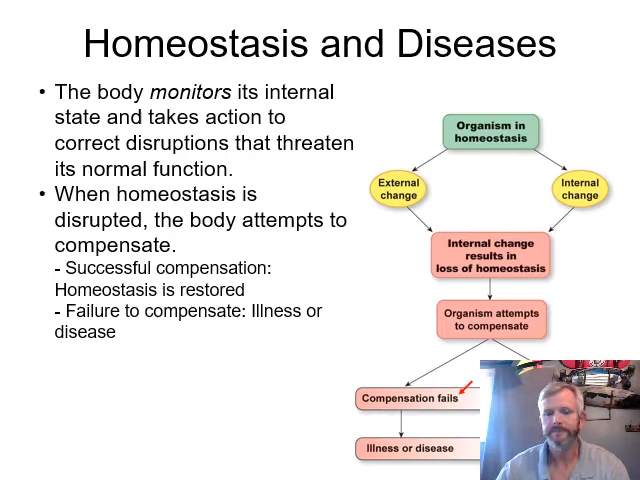 Homeostasis and Diseases
• The body monitors its internal
state and takes action to
correct disruptions that threaten
its normal function.
• When homeostasis is
disrupted, the body attempts to
compensate.
- Successful compensation:
Homeostasis is restored
- Failure to compensate: Illness or
disease
Organism in
homeostasis
External
change
Internal
change
Internal change
results in
loss of homeostasis
Organism attempts
to compensate
Compensation fails
Illness or disease